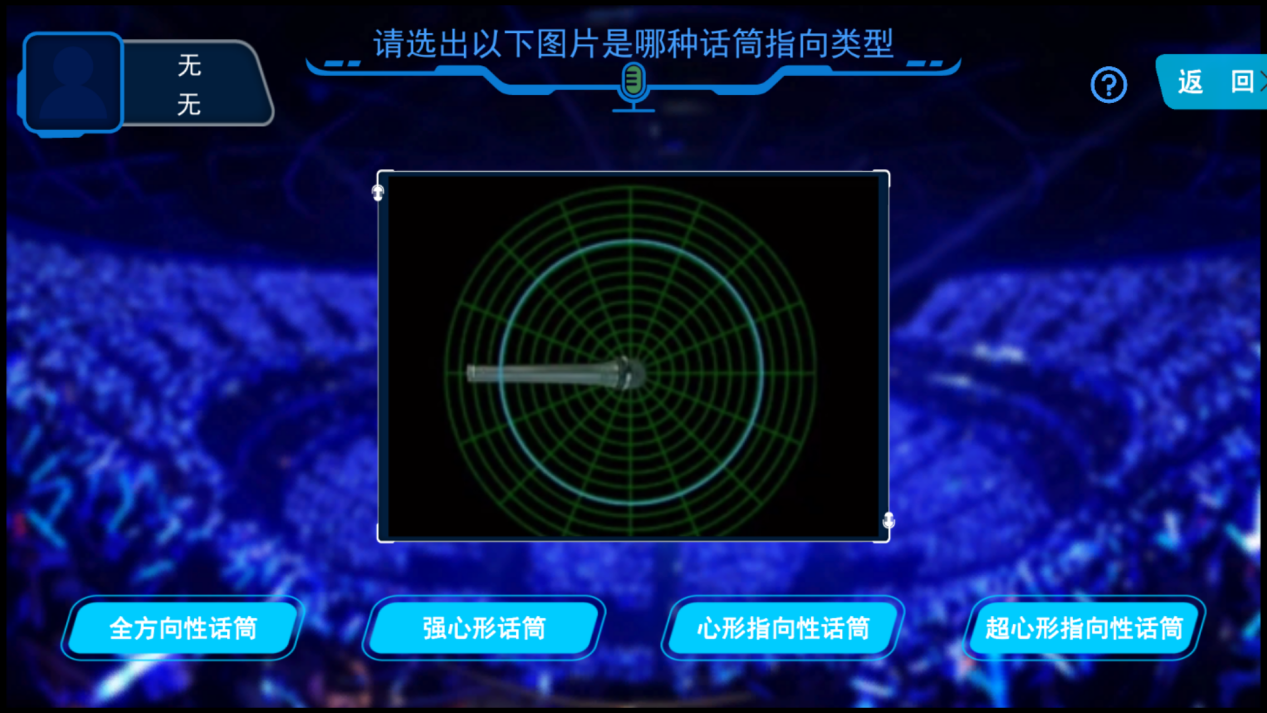 请选出以下图片是哪种话筒指向类型
无
无
返 回
全方向性话筒
强心形话筒
心形指向性话筒
超心形指向性话筒